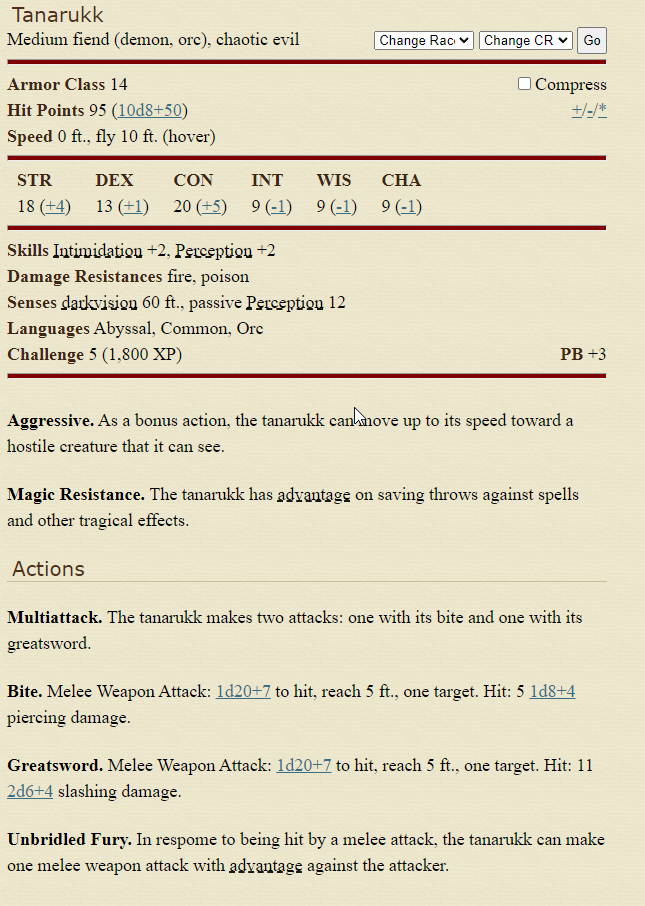 Tanarukk
Medium fiend (demon, orc), chaotic evil
Change Rac
Change CR
Go
Armor Class 14
Compress
Hit Points 95 (10d8+50)
+/-/*
Speed 0 ft., fly 10 ft. (hover)
STR DEX CON INT WIS CHA
18 (+4) 13 (+1) 20 (+5) 9 (-1) 9 (-1) 9 (-1)
Skills Intimidation +2, Perception +2
Damage Resistances fire, poison
Senses darkvision 60 ft., passive Perception 12
Languages Abyssal, Common, Orc
Challenge 5 (1,800 XP)
PB +3
Aggressive. As a bonus action, the tanarukk can move up to its speed toward a
hostile creature that it can see.
Magic Resistance. The tanarukk has advantage on saving throws against spells
and other tragical effects.
Actions
Multiattack. The tanarukk makes two attacks: one with its bite and one with its
greatsword.
Bite. Melee Weapon Attack: 1d20+7 to hit, reach 5 ft., one target. Hit: 5 1d8+4
piercing damage.
Greatsword. Melee Weapon Attack: 1d20+7 to hit, reach 5 ft., one target. Hit: 11
2d6+4 slashing damage.
Unbridled Fury. In respome to being hit by a melee attack, the tanarukk can make
one melee weapon attack with advantage against the attacker.